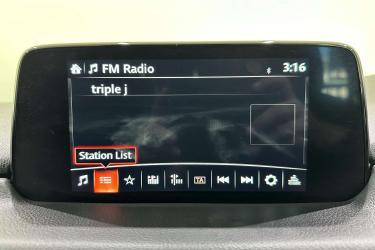 FM Radio 3:16
triple j
Station List
TA